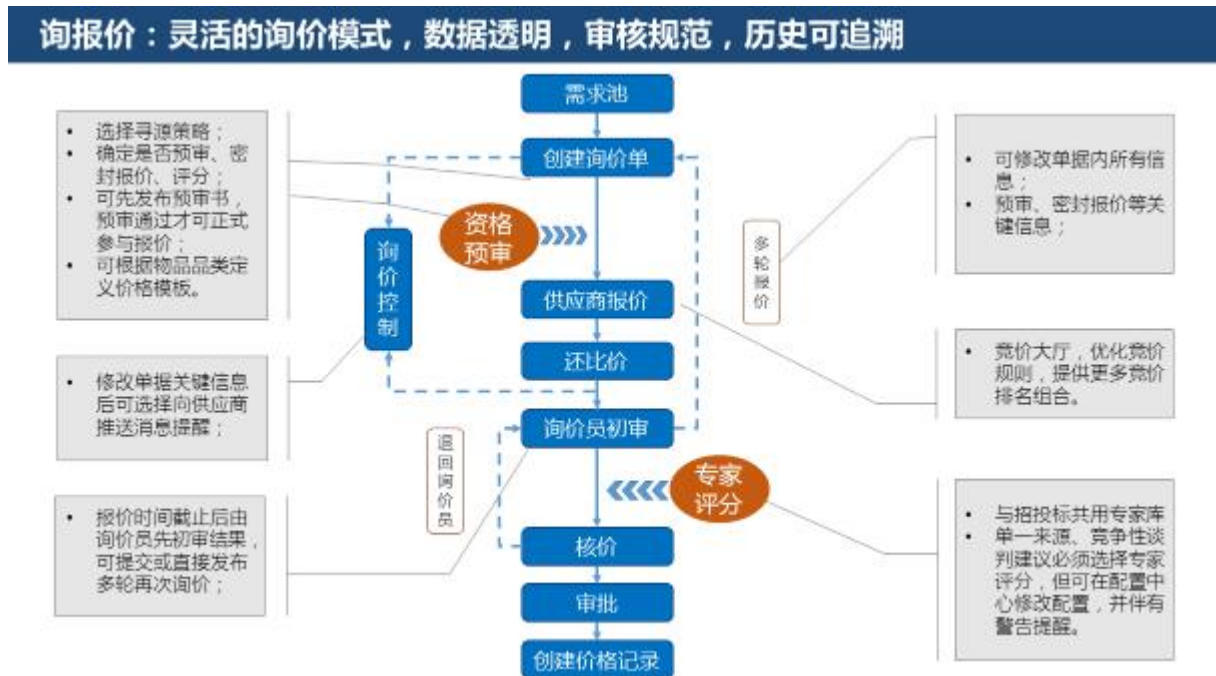 询报价：灵活的询价模式，数据透明，审核规范，历史可追溯
需求池
创建询价单
资格
预审
询
价
控
制
供应商报价
还比价
询价员初审
专家
评分
核价
审批
创建价格记录
多
轮
报
价
退
回
询
价
员
• 选择寻源策略；
• 确定是否预审、密
封报价、评分；
• 可先发布预审书，
预审通过才可正式
参与报价；
• 可根据物品品类定
义价格模板。
• 修改单据关键信息
后可选择向供应商
推送消息提醒；
• 报价时间截止后由
询价员先初审结果，
可提交或直接发布
多轮再次询价；
• 可修改单据内所有信
息；
• 预审、密封报价等关
键信息；
• 竞价大厅，优化竞价
规则，提供更多竞价
排名组合。
• 与招投标共用专家库
单一来源、竞争性谈
判建议必须选择专家
评分，但可在配置中
心修改配置，并伴有
警告提醒。